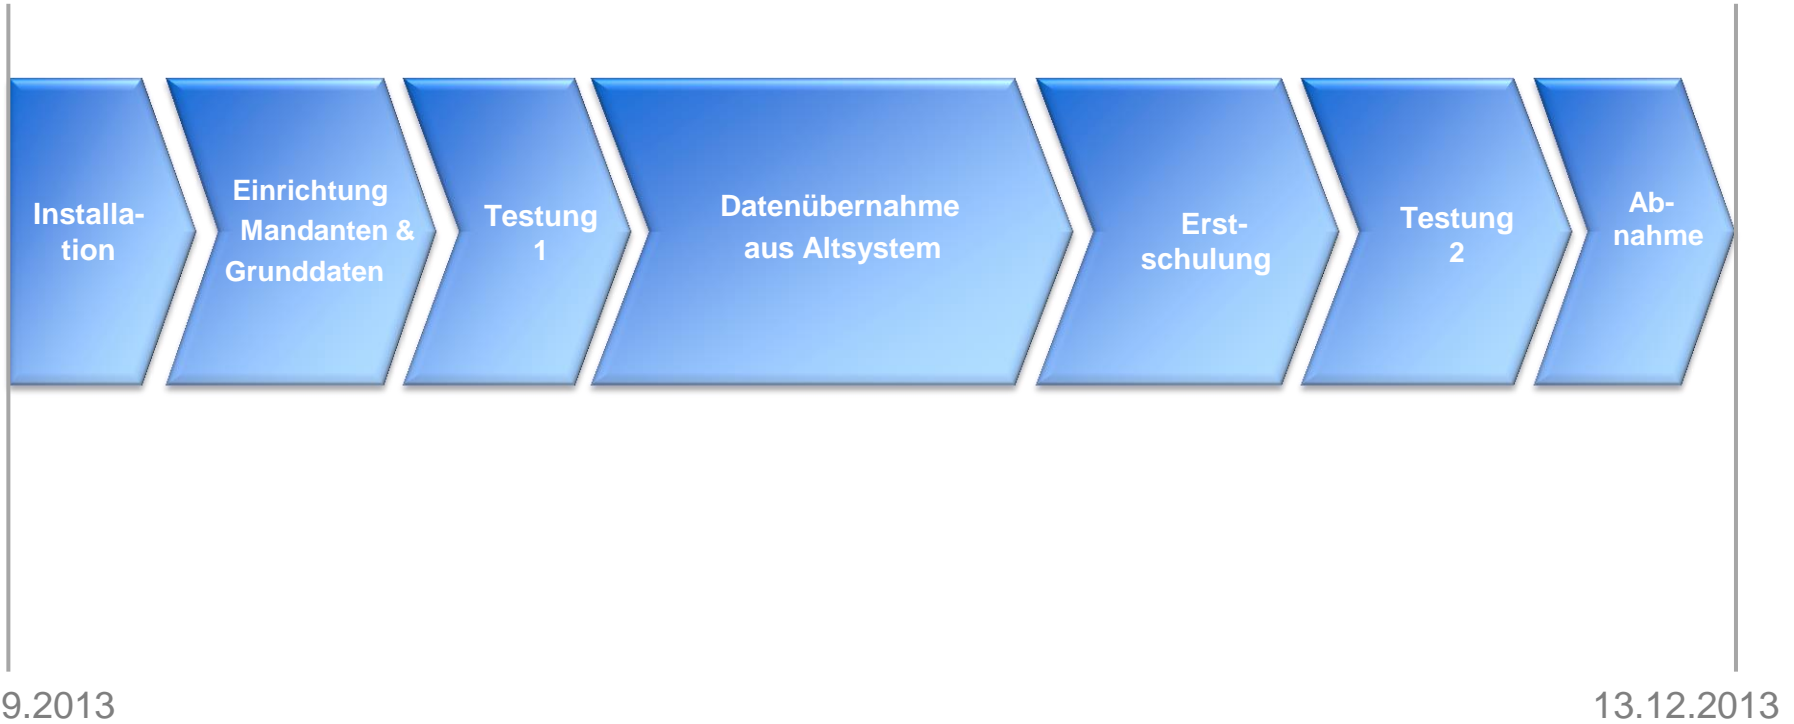 Installa-
tion
Einrichtung
Mandanten &
Grunddaten
Testung
1
Datenübernahme
aus Altsystem
Erst-
schulung
Testung
2
Ab-
nahme
9.2013
13.12.2013